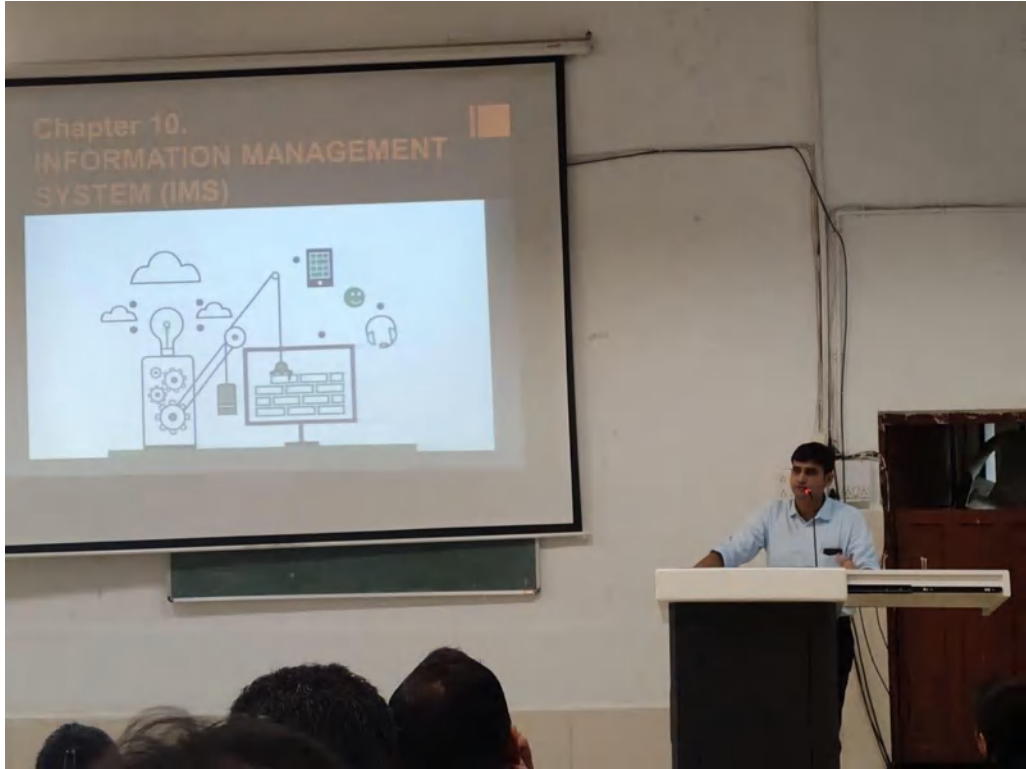 Chapter 10.
INFORMATION MANAGEMENT
SYSTEM (IMS)